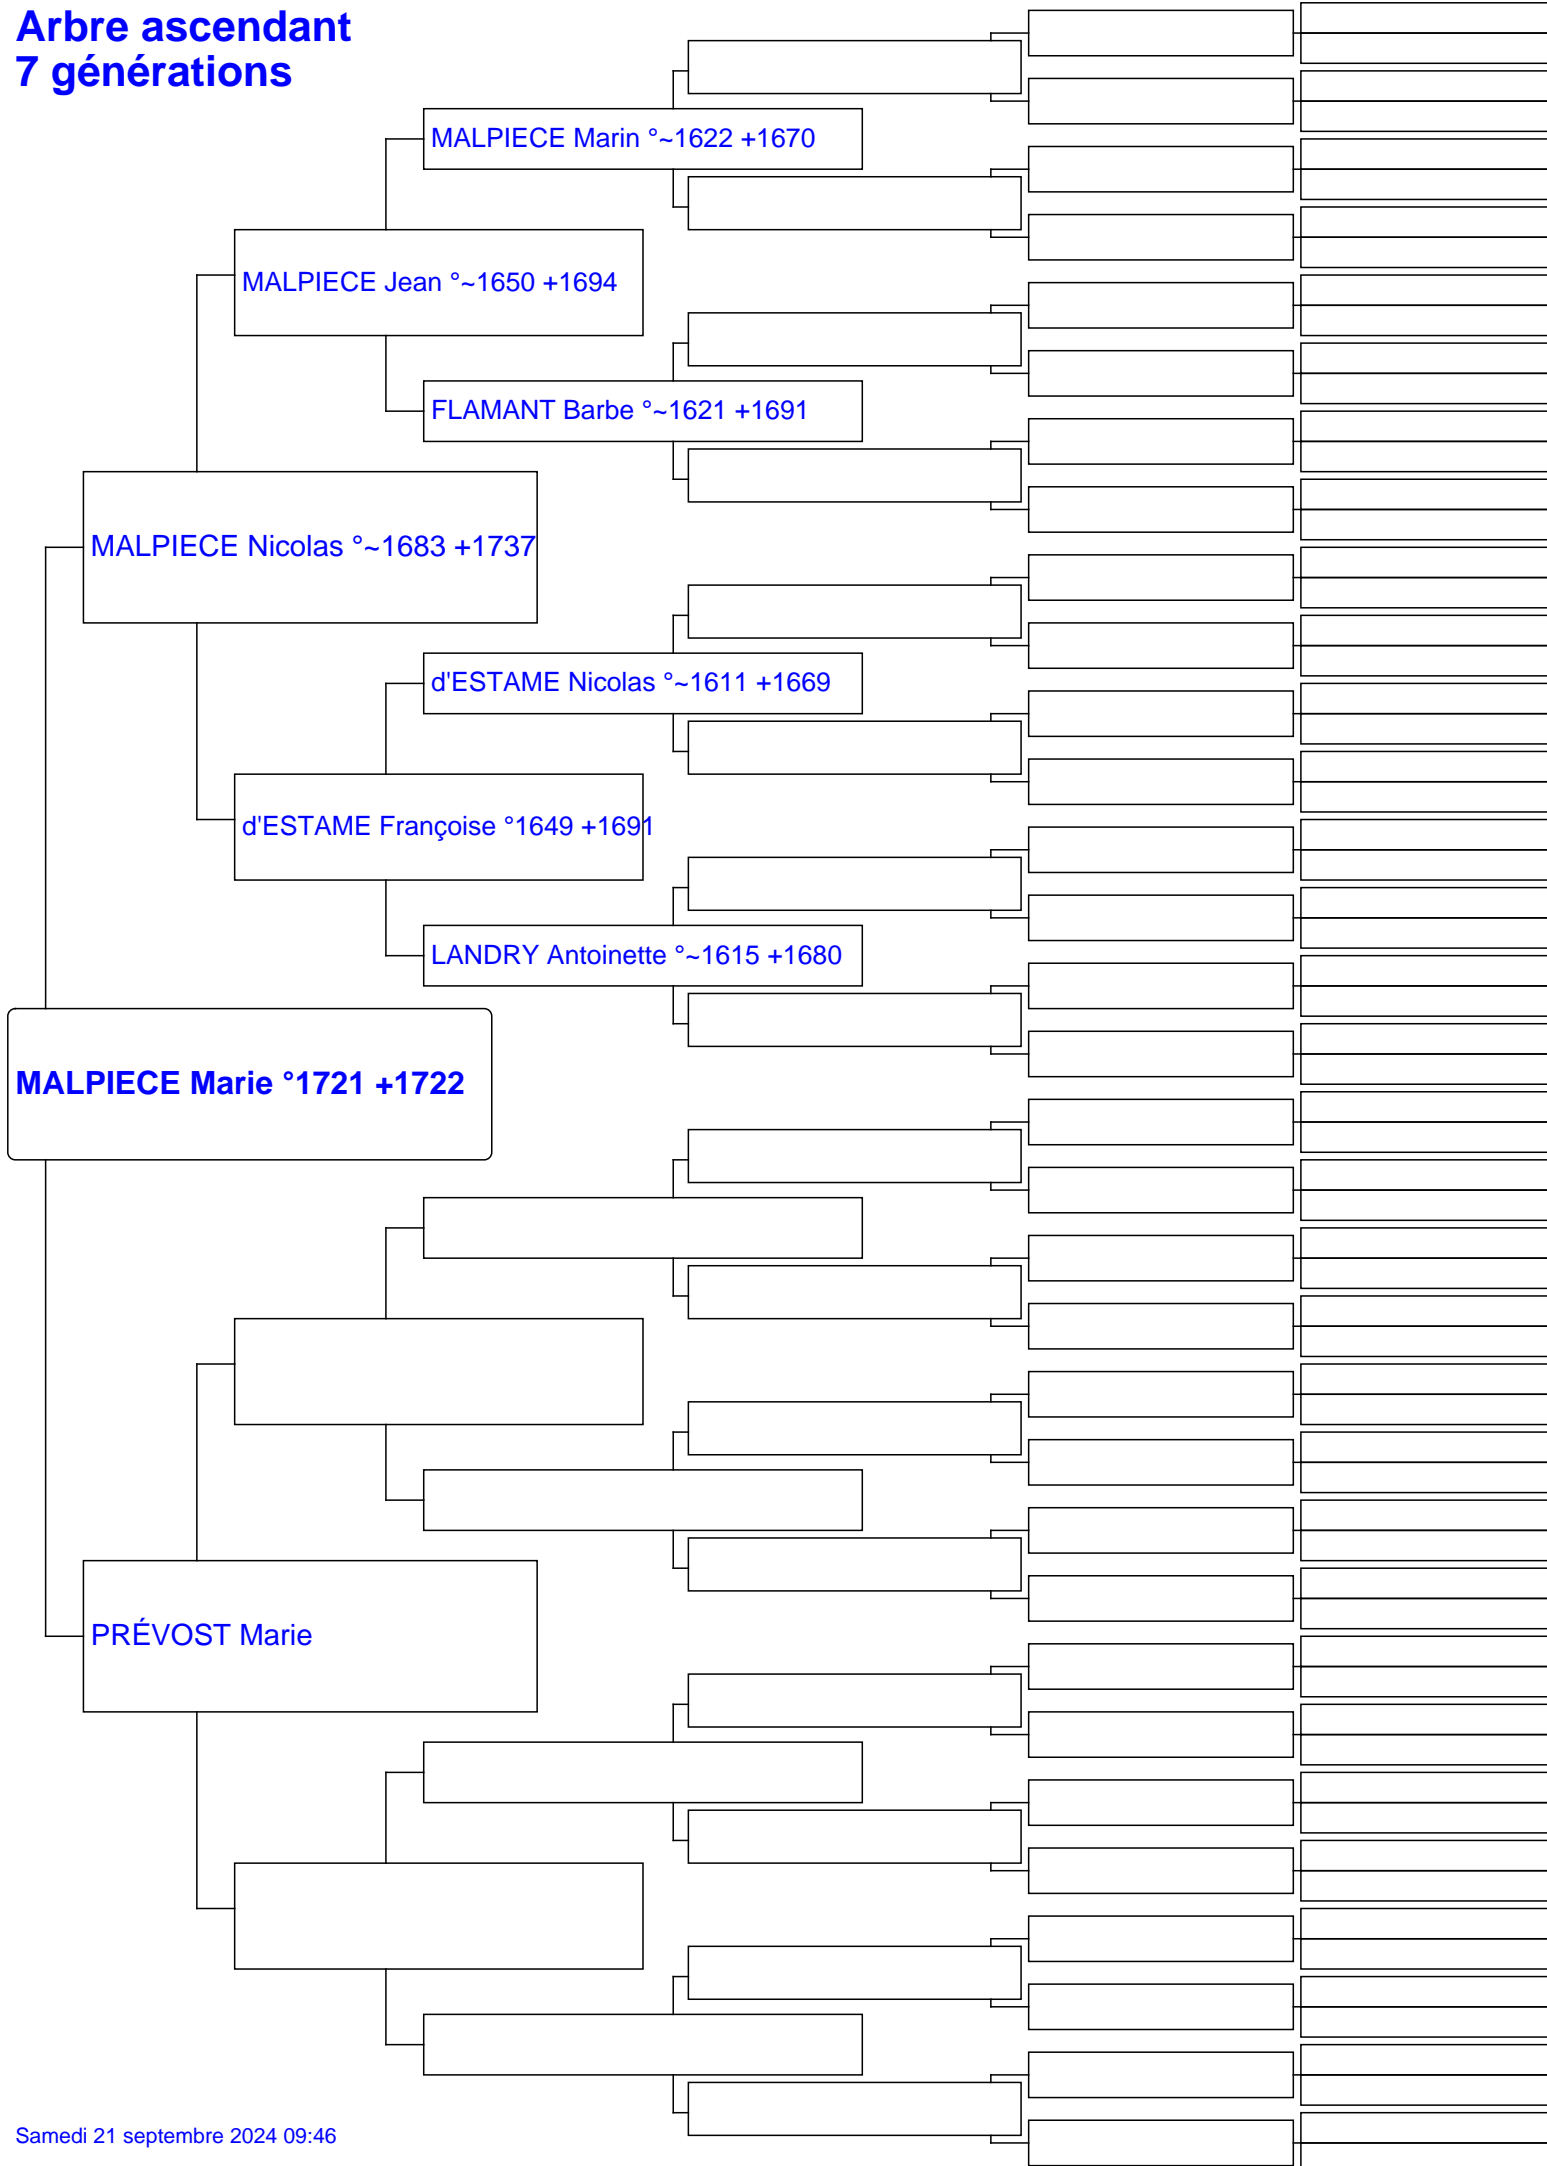 Arbre ascendant
7 générations
MALPIECE Marin °~1622 +1670
MALPIECE Jean °~1650 +1694
FLAMANT Barbe °~1621 +1691
MALPIECE Nicolas °~1683 +1737
d'ESTAME Nicolas °~1611 +1669
d'ESTAME Françoise °1649 +1691
LANDRY Antoinette °~1615 +1680
MALPIECE Marie °1721 +1722
PRÉVOST Marie
Samedi 21 septembre 2024 09:46